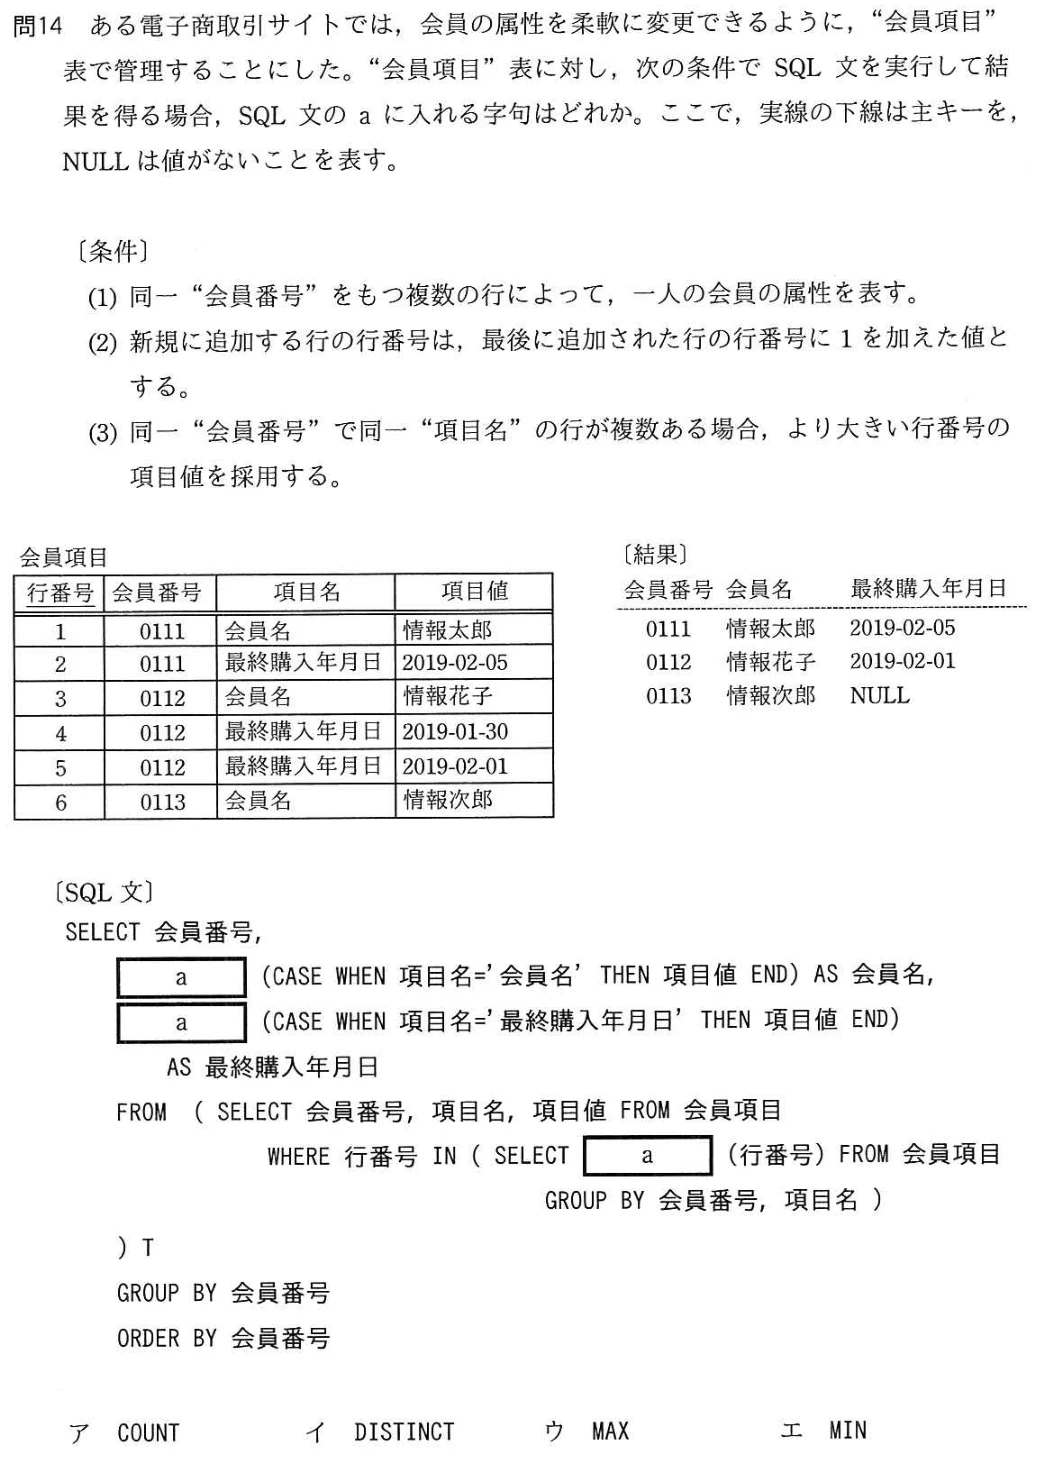 問14 ある電子商取引サイトでは，会員の属性を柔軟に変更できるように，“会員項目”
表で管理することにした。“会員項目” 表に対し，次の条件で SQL 文を実行して結
果を得る場合，SQL 文の a に入れる字句はどれか。ここで，実線の下線は主キーを，
NULL は値がないことを表す。
〔条件〕
(1) 同一 “会員番号” をもつ複数の行によって，一人の会員の属性を表す。
(2) 新規に追加する行の行番号は，最後に追加された行の行番号に 1 を加えた値と
する。
(3) 同一 “会員番号” で同一 “項目名” の行が複数ある場合，より大きい行番号の
項目値を採用する。
会員項目
行番号 会員番号 項目名 項目値
1 0111 会員名 情報太郎
2 0111 最終購入年月日 2019-02-05
3 0112 会員名 情報花子
4 0112 最終購入年月日 2019-01-30
5 0112 最終購入年月日 2019-02-01
6 0113 会員名 情報次郎
〔結果〕
会員番号 会員名 最終購入年月日
0111 情報太郎 2019-02-05
0112 情報花子 2019-02-01
0113 情報次郎 NULL
〔SQL 文〕
SELECT 会員番号,
a (CASE WHEN 項目名='会員名' THEN 項目値 END) AS 会員名,
a (CASE WHEN 項目名='最終購入年月日' THEN 項目値 END)
AS 最終購入年月日
FROM ( SELECT 会員番号, 項目名, 項目値 FROM 会員項目
WHERE 行番号 IN ( SELECT a (行番号) FROM 会員項目
GROUP BY 会員番号, 項目名 )
) T
GROUP BY 会員番号
ORDER BY 会員番号
ア COUNT イ DISTINCT ウ MAX エ MIN